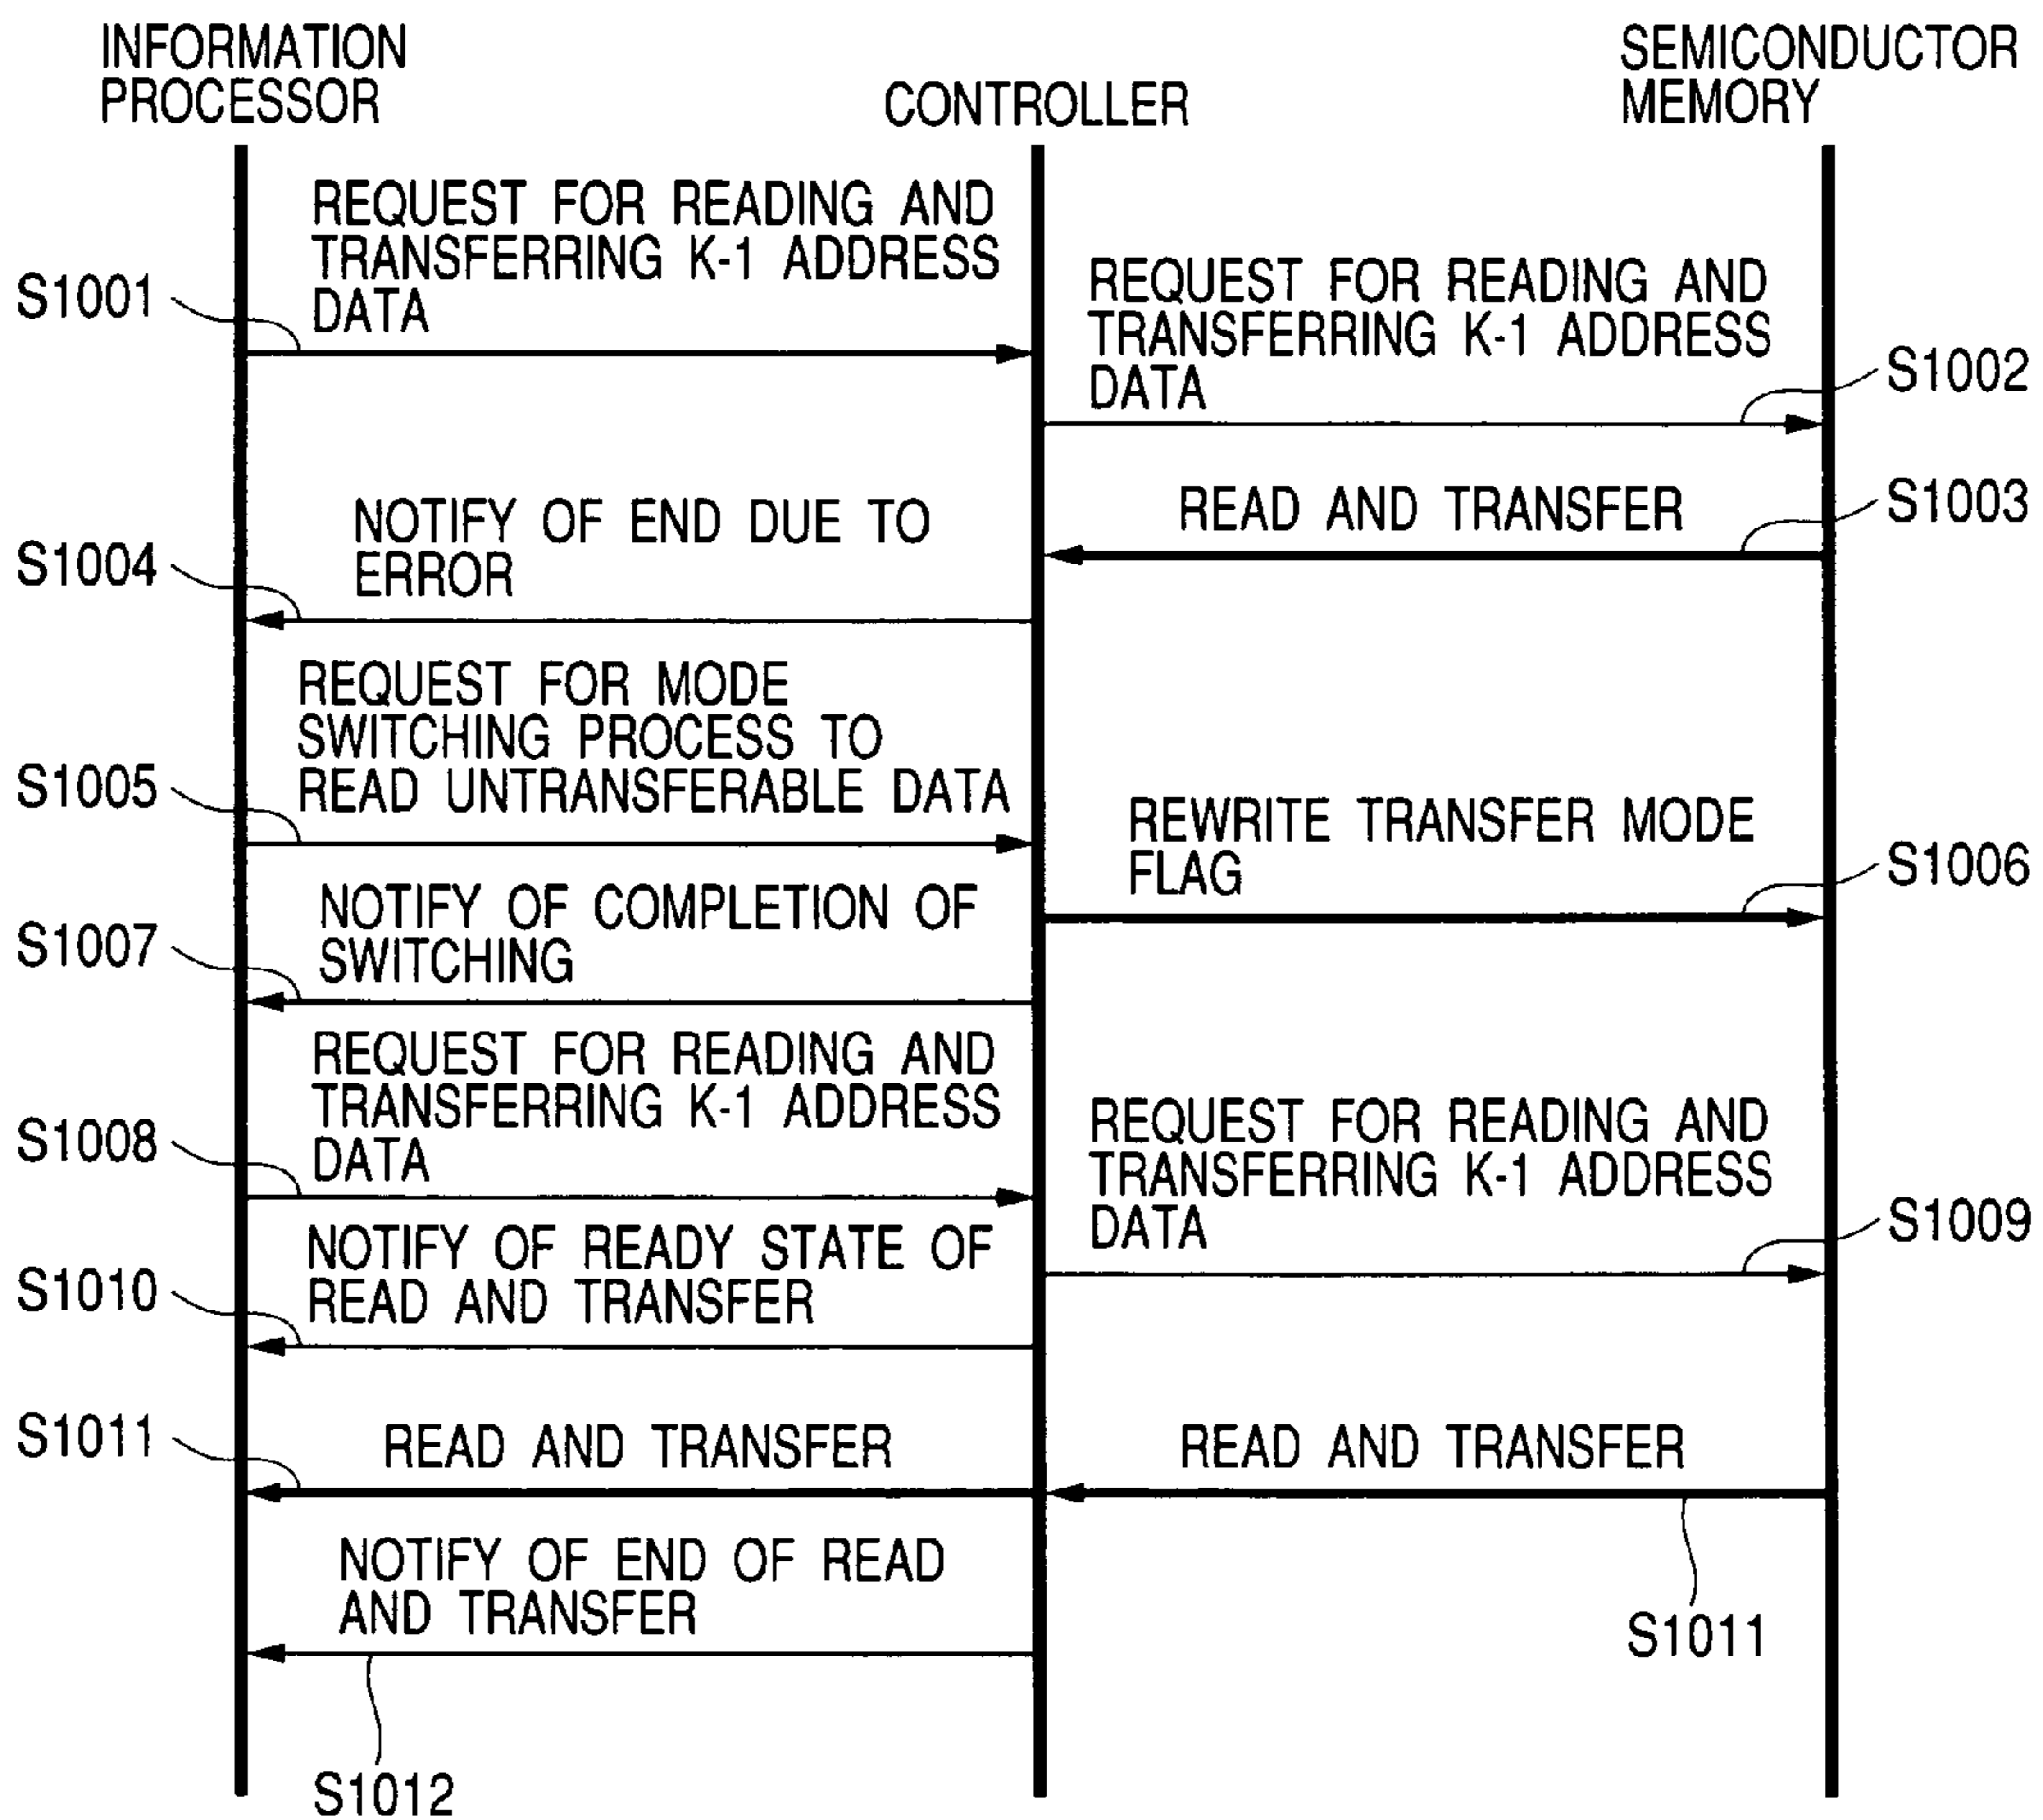 INFORMATION
PROCESSOR
CONTROLLER
SEMICONDUCTOR
MEMORY
REQUEST FOR READING AND
TRANSFERRING K-1 ADDRESS
DATA
S1001
REQUEST FOR READING AND
TRANSFERRING K-1 ADDRESS
DATA
S1002
READ AND TRANSFER
S1003
NOTIFY OF END DUE TO
ERROR
S1004
REQUEST FOR MODE
SWITCHING PROCESS TO
READ UNTRANSFERABLE DATA
S1005
REWRITE TRANSFER MODE
FLAG
S1006
NOTIFY OF COMPLETION OF
SWITCHING
S1007
REQUEST FOR READING AND
TRANSFERRING K-1 ADDRESS
DATA
S1008
REQUEST FOR READING AND
TRANSFERRING K-1 ADDRESS
DATA
S1009
NOTIFY OF READY STATE OF
READ AND TRANSFER
S1010
READ AND TRANSFER
S1011
READ AND TRANSFER
S1011
NOTIFY OF END OF READ
AND TRANSFER
S1012